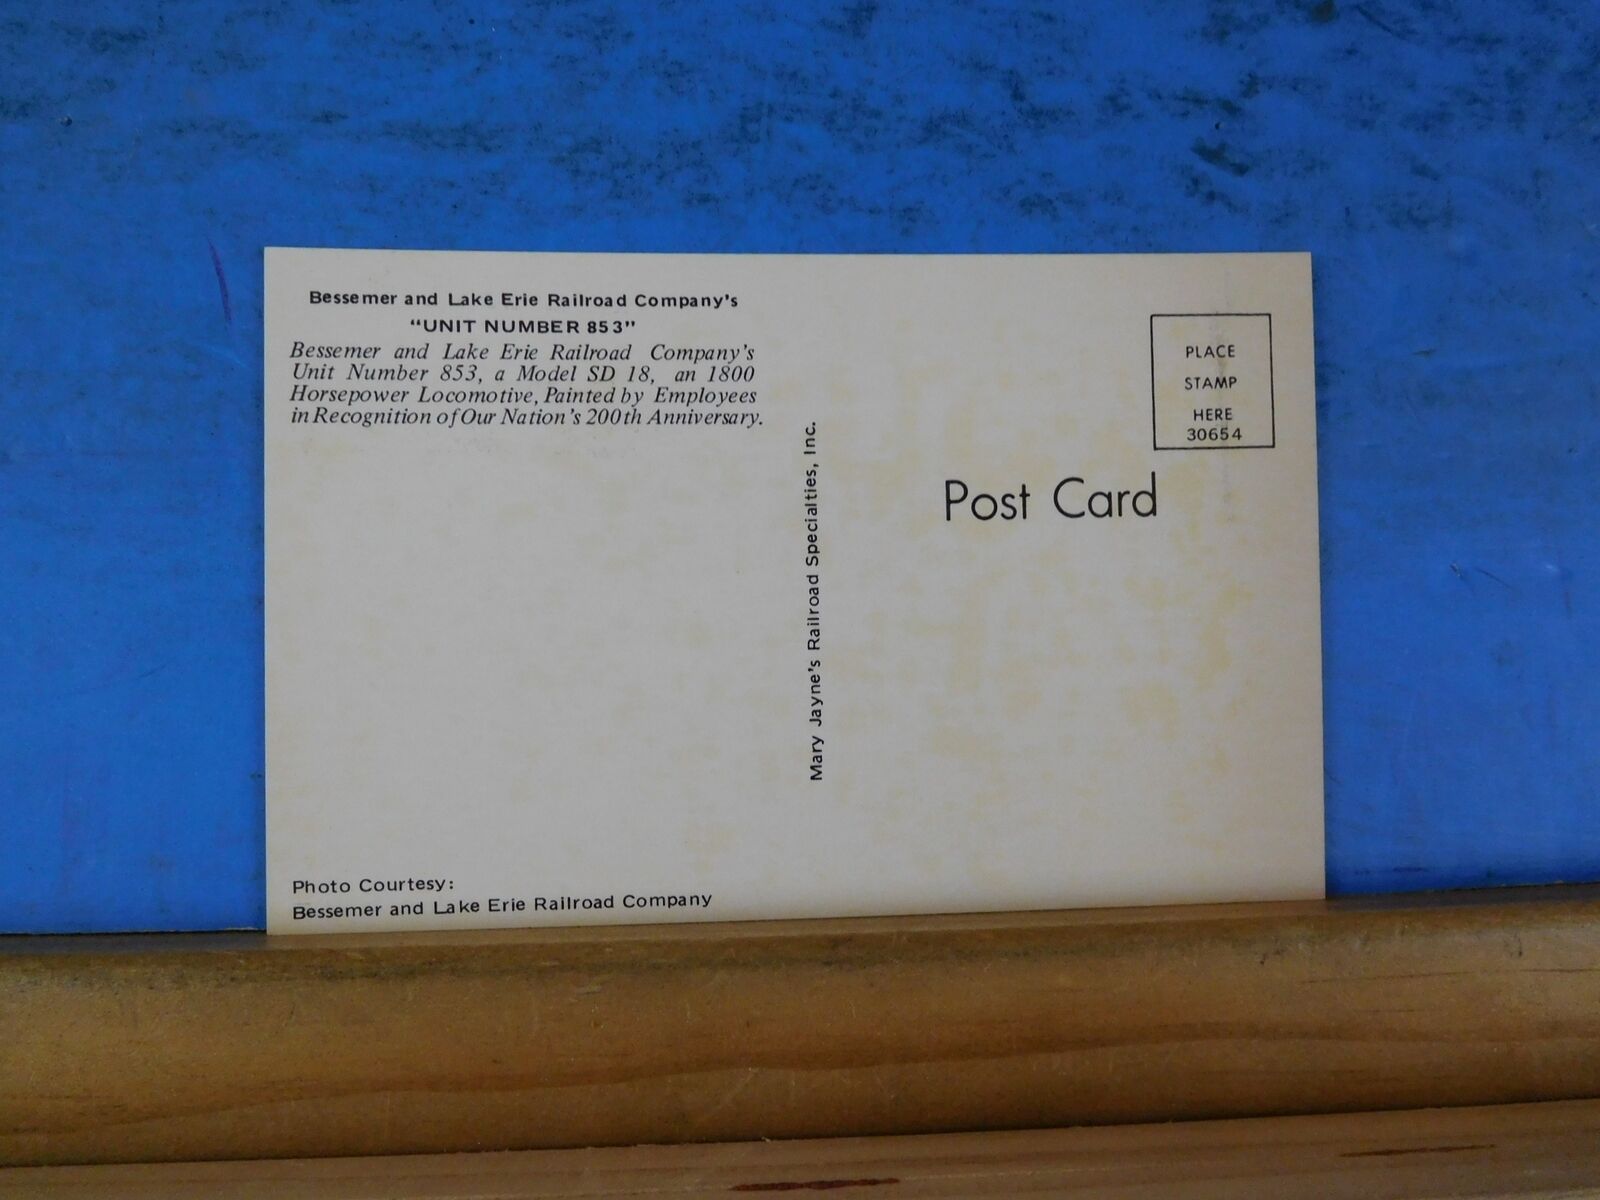 Bessemer and Lake Erie Railroad Company's
"UNIT NUMBER 853"
Bessemer and Lake Erie Railroad Company's
Unit Number 853, a Model SD 18, an 1800
Horsepower Locomotive, Painted by Employees
in Recognition of Our Nation's 200th Anniversary.
Photo Courtesy:
Bessemer and Lake Erie Railroad Company
Mary Jayne's Railroad Specialties, Inc.
PLACE
STAMP
HERE
30654
Post Card